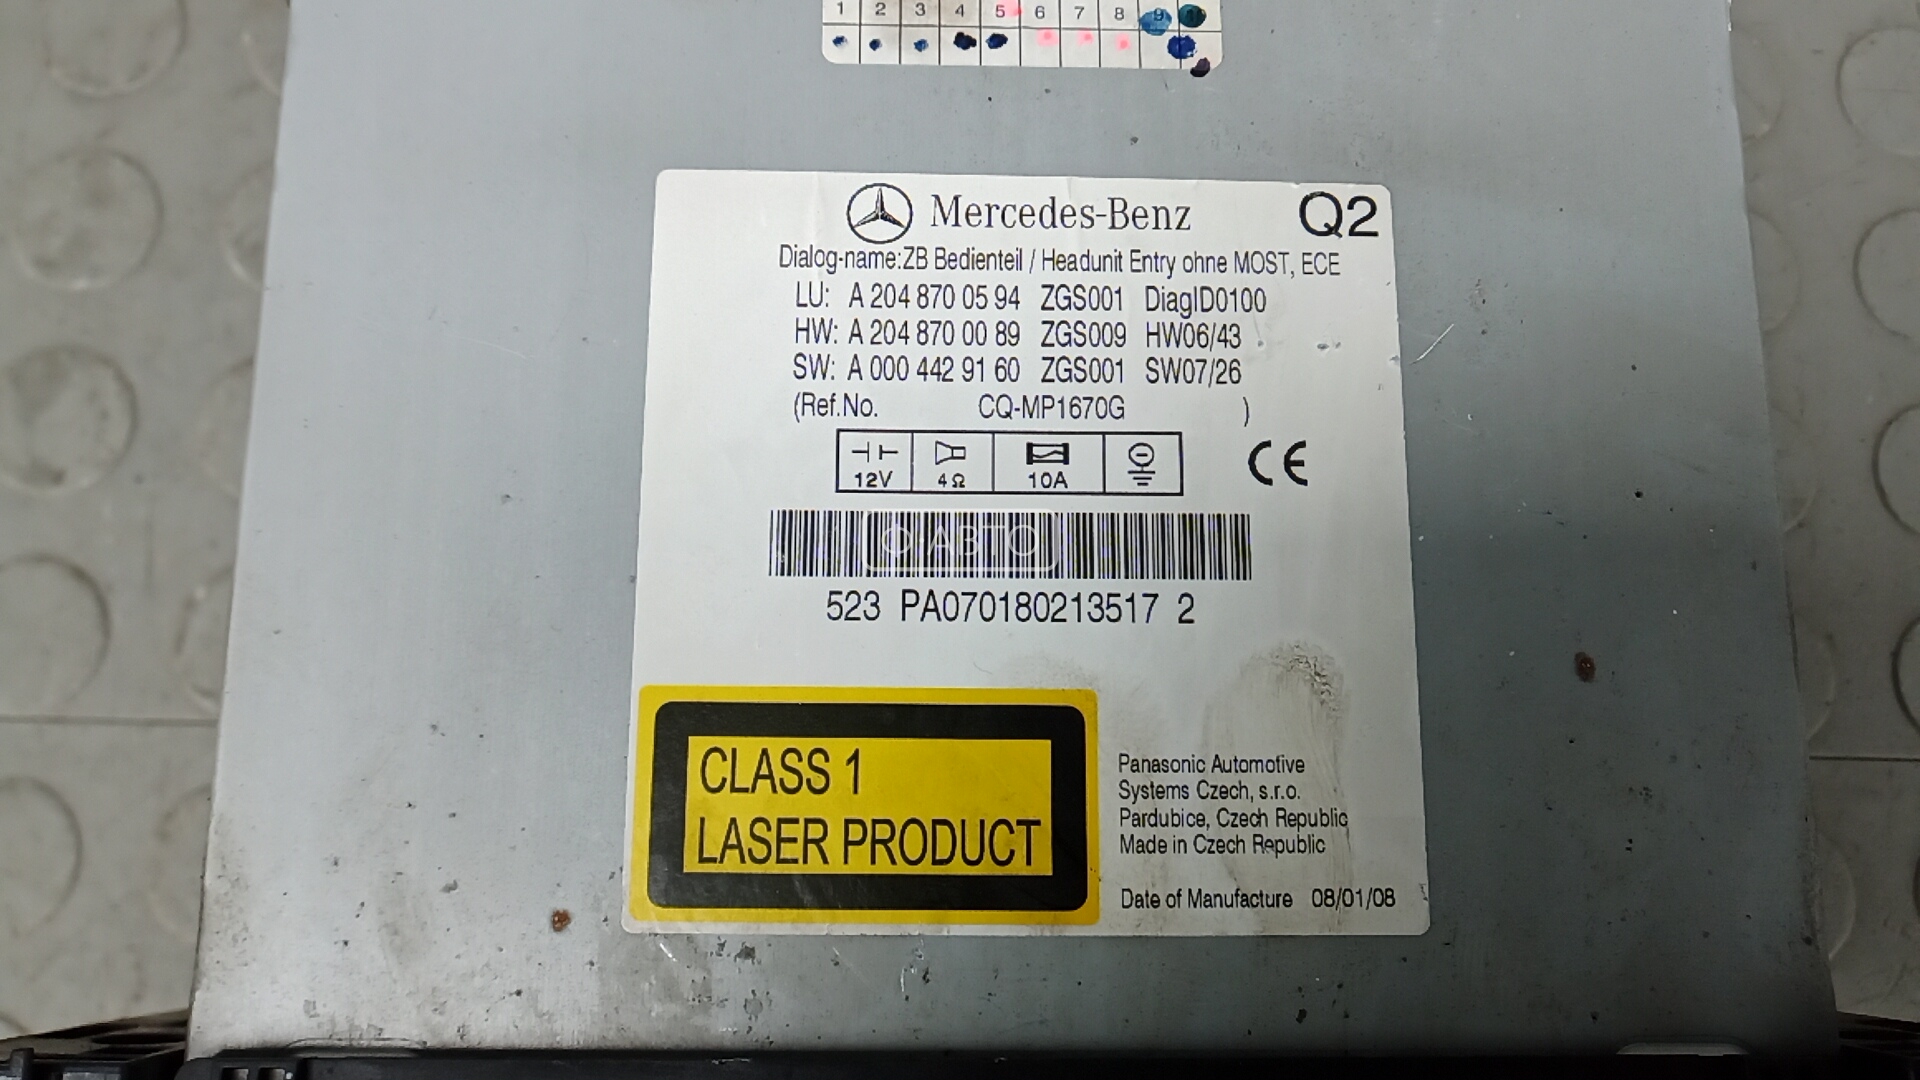 1 2 3 4 5 6 7 8 9
Mercedes-Benz Q2
Dialog-name:ZB Bedienteil / Headunit Entry ohne MOST, ECE
LU: A 204 870 05 94 ZGS001 DiagID0100
HW: A 204 870 00 89 ZGS009 HW06/43
SW: A 000 442 91 60 ZGS001 SW07/26
(Ref.No. CQ-MP1670G )
12V 4Ω 10A CE
Ф·АВТО
523 PA070180213517 2
CLASS 1
LASER PRODUCT
Panasonic Automotive
Systems Czech, s.r.o.
Pardubice, Czech Republic
Made in Czech Republic
Date of Manufacture 08/01/08